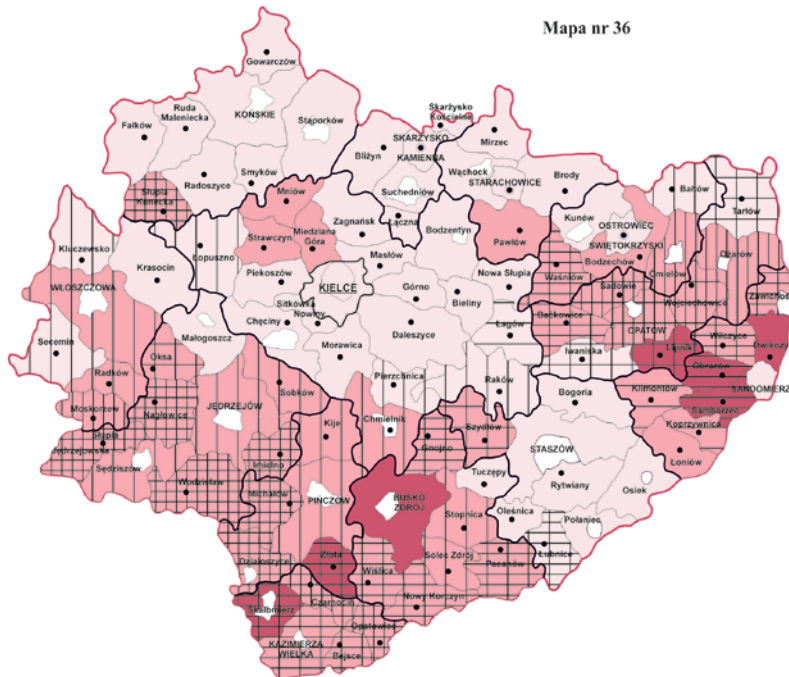 Mapa nr 36
Gowarczów
Ruda
Maleniecka
KOŃSKIE
Skarżysko
Kościelne
Fałków
Stąporków
SKARŻYSKO
KAMIENNA
Mirzec
Bliżyn
Wąchock
Brody
Radoszyce
Smyków
STARACHOWICE
Suchedniów
Bałtów
Słupia
Konecka
Mniów
Tarłów
Zagnańsk
Łączna
Bodzentyn
Kunów
OSTROWIEC
ŚWIĘTOKRZYSKI
Kluczewsko
Strawczyn
Miedziana
Góra
Pawłów
Łopuszno
Masłów
Bodzechów
Ćmielów
Ożarów
Krasocin
Waśniów
WŁOSZCZOWA
Piekoszów
KIELCE
Nowa Słupia
Sadowie
Wojciechowice
Zawichost
Górno
Bieliny
Sitkówka
Nowiny
Chęciny
Baćkowice
OPATÓW
Małogoszcz
Daleszyce
Łagów
Secemin
Morawica
Iwaniska
Lipnik
Wilczyce
Dwikozy
Oksa
Obrazów
Radków
Sobków
Pierzchnica
Raków
SANDOMIERZ
Nagłowice
JĘDRZEJÓW
Klimontów
Bogoria
Moskorzew
Samborzec
Kije
Chmielnik
Koprzywnica
Słupia
Jędrzejowska
Szydłów
STASZÓW
Gnojno
Łoniów
Sędziszów
Imielno
Tuczępy
Rytwiany
Osiek
Wodzisław
Michałów
PIŃCZÓW
BUSKO
ZDRÓJ
Oleśnica
Połaniec
Stopnica
Łubnice
Działoszyce
Złota
Solec Zdrój
Pacanów
Wiślica
Skalbmierz
Czarnocin
Nowy Korczyn
Opatowiec
KAZIMIERZA
WIELKA
Bejsce